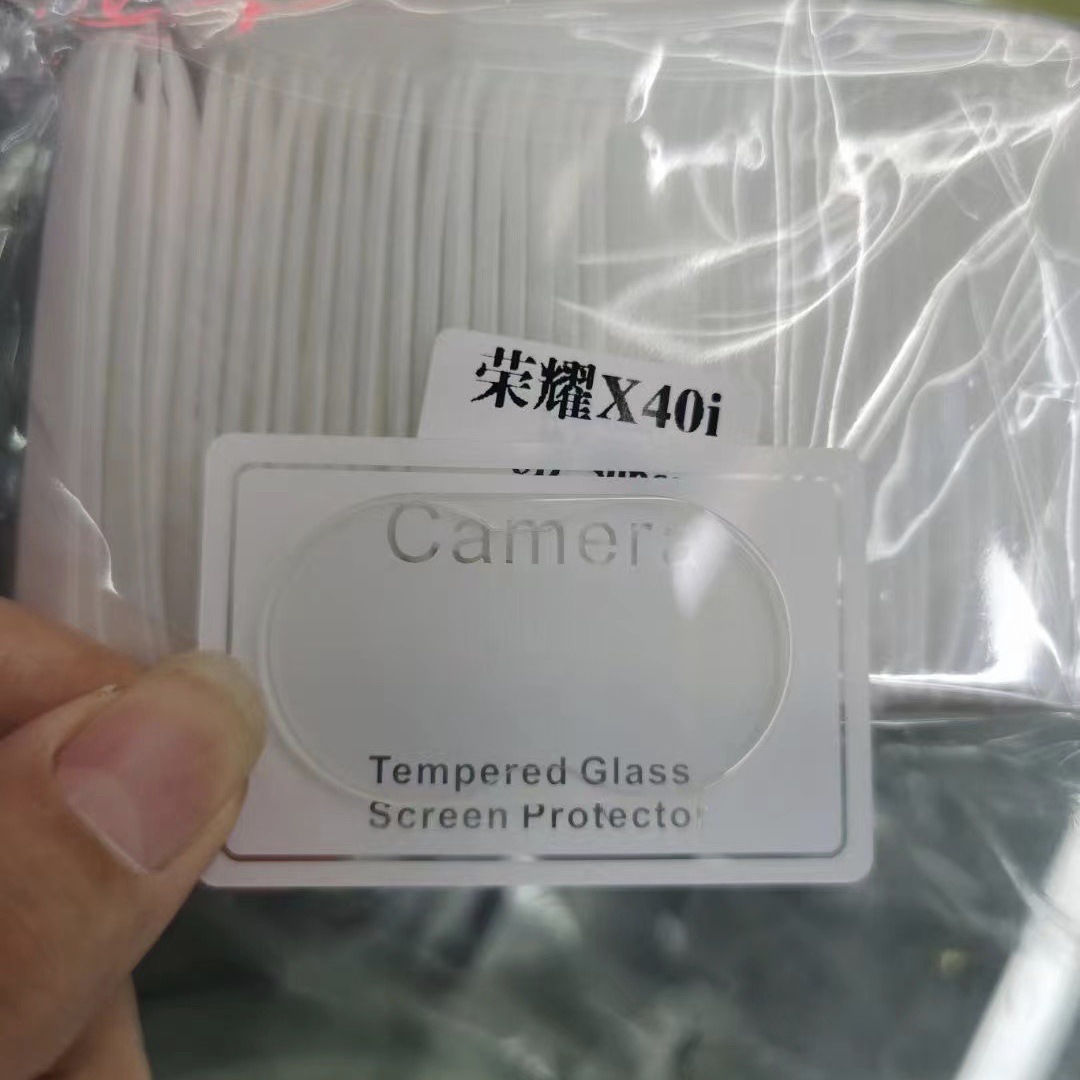 荣耀X40i
Camera
Tempered Glass
Screen Protector